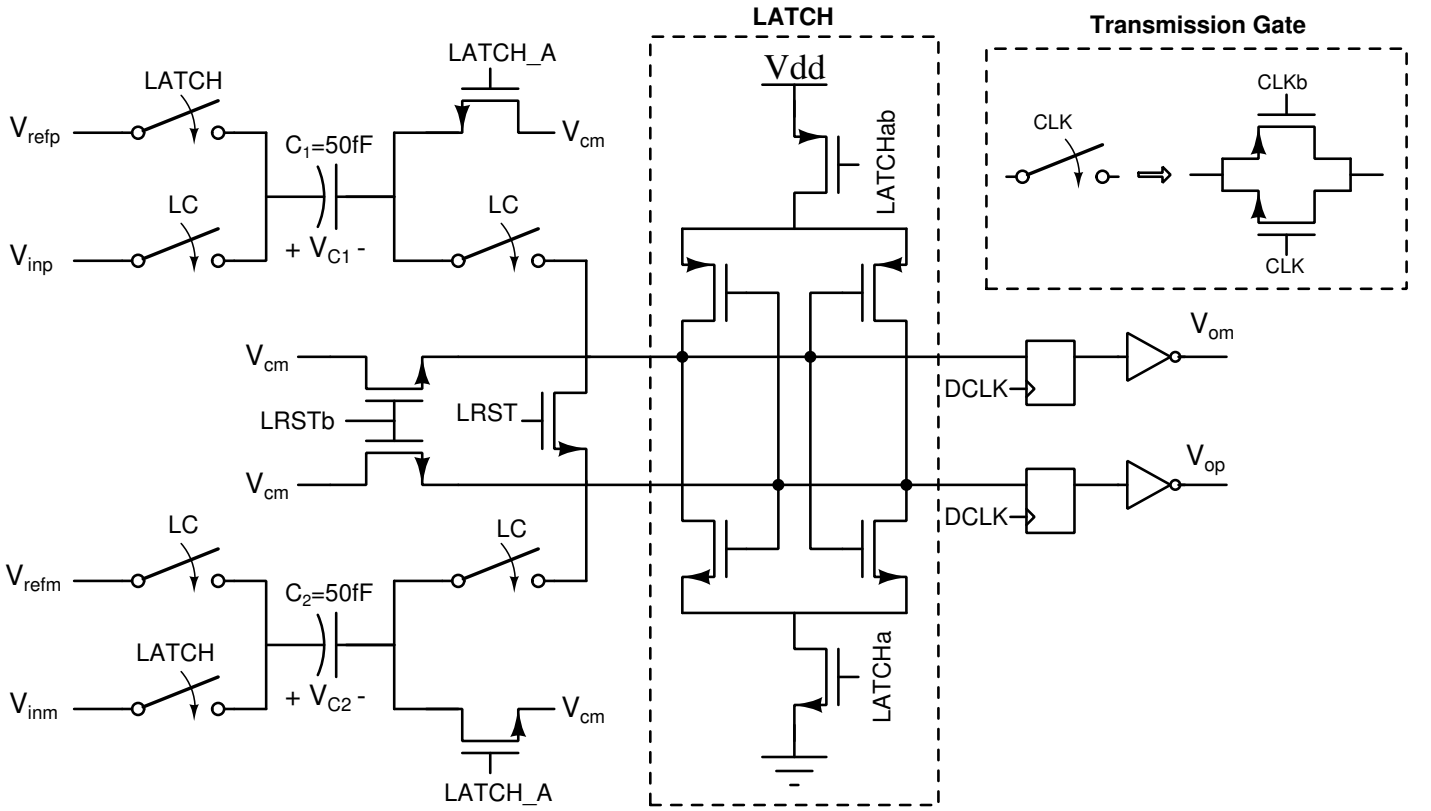 LATCH
Transmission Gate
LATCH_A
Vdd
LATCH
CLKb
Vrefp
Vcm
CLK
C1=50fF
LATCHab
LC
LC
Vinp
+ VC1 -
CLK
Vom
Vcm
DCLK
LRSTb
LRST
Vop
Vcm
DCLK
LC
LC
Vrefm
C2=50fF
LATCH
LATCHa
Vinm
+ VC2 -
Vcm
LATCH_A